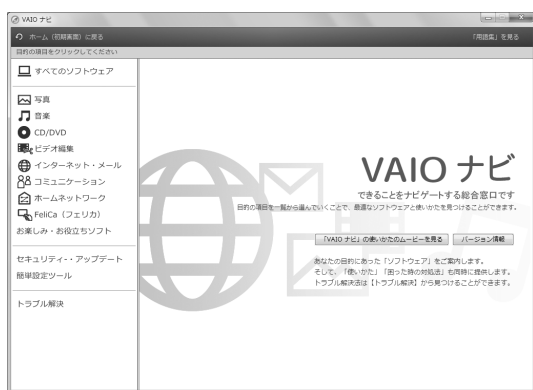 VAIO ナビ
ホーム（初期画面）に戻る
「用語集」を見る
目的の項目をクリックしてください
すべてのソフトウェア
写真
音楽
CD/DVD
ビデオ編集
インターネット・メール
コミュニケーション
ホームネットワーク
FeliCa（フェリカ）
お楽しみ・お役立ちソフト
セキュリティ-・アップデート
簡単設定ツール
トラブル解決
VAIO ナビ
できることをナビゲートする総合窓口です
目的の項目を一覧から選んでいくことで、最適なソフトウェアと使いかたを見つけることができます。
「VAIO ナビ」の使いかたのムービーを見る
バージョン情報
あなたの目的にあった「ソフトウェア」をご案内します。
そして、「使いかた」「困った時の対処法」も同時に提供します。
トラブル解決法は【トラブル解決】から見つけることができます。